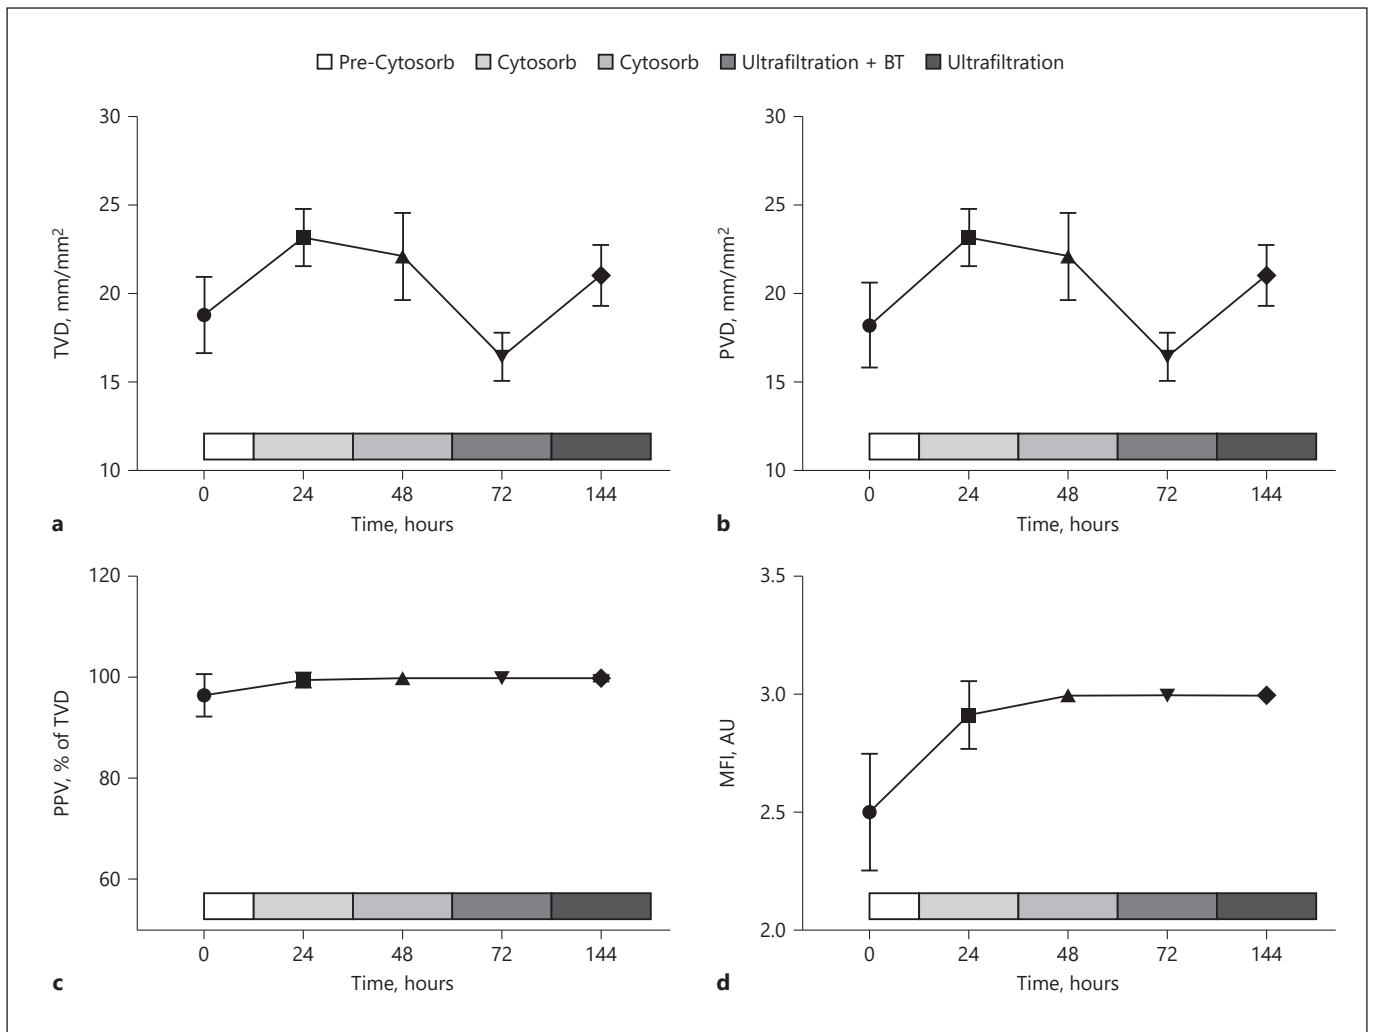 Pre-Cytosorb Cytosorb Cytosorb Ultrafiltration + BT Ultrafiltration
30
25
20
15
10
TVD, mm/mm²
0 24 48 72 144
Time, hours
a
30
25
20
15
10
PVD, mm/mm²
0 24 48 72 144
Time, hours
b
120
100
80
60
PPV, % of TVD
0 24 48 72 144
Time, hours
c
3.5
3.0
2.5
2.0
MFI, AU
0 24 48 72 144
Time, hours
d